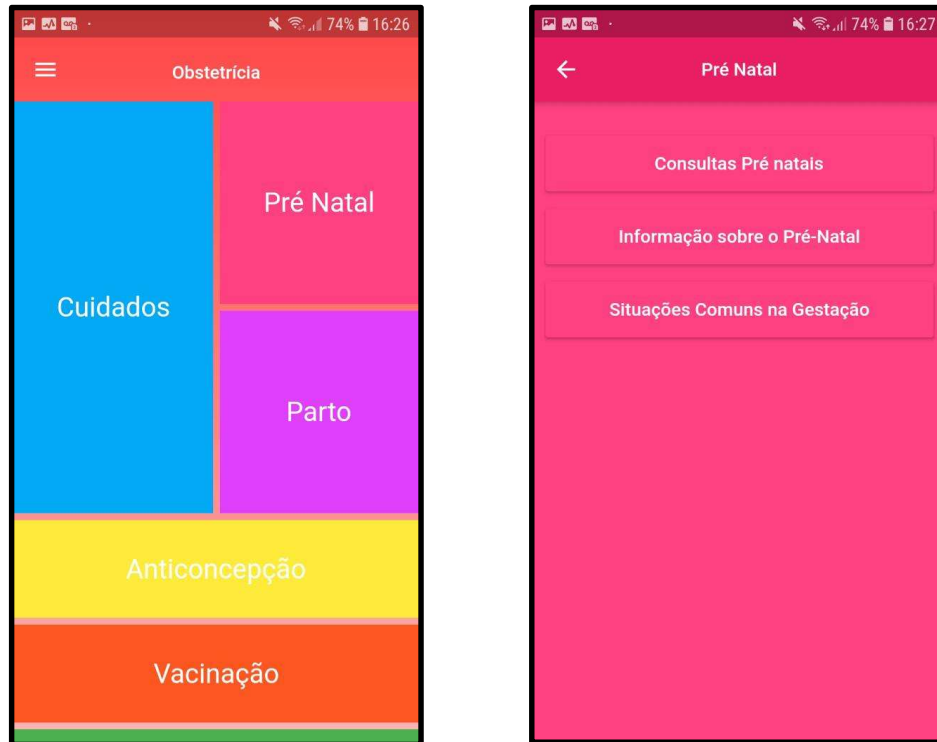 74% 16:26
Obstetrícia
Cuidados
Pré Natal
Parto
Anticoncepção
Vacinação
74% 16:27
Pré Natal
Consultas Pré natais
Informação sobre o Pré-Natal
Situações Comuns na Gestação